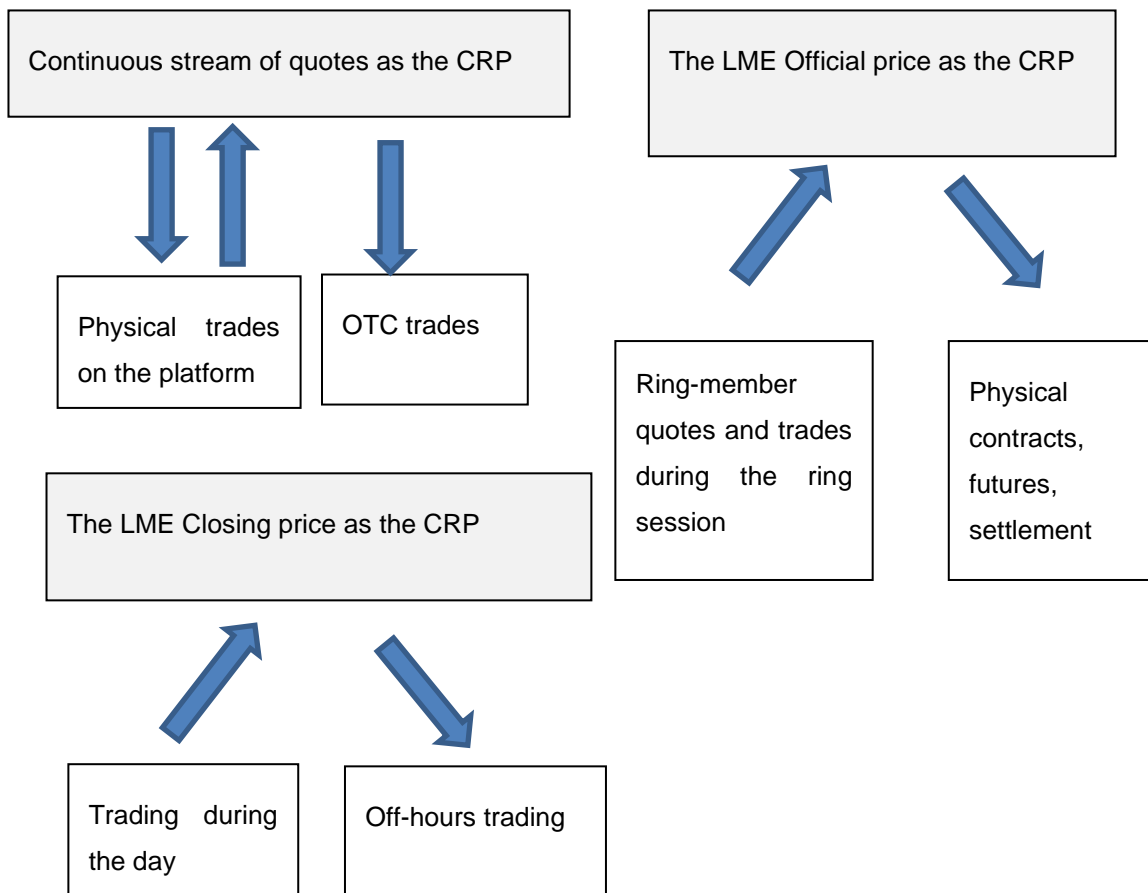 Continuous stream of quotes as the CRP
The LME Official price as the CRP
Physical trades
on the platform
OTC trades
Ring-member
quotes and trades
during the ring
session
Physical
contracts,
futures,
settlement
The LME Closing price as the CRP
Trading during
the day
Off-hours trading